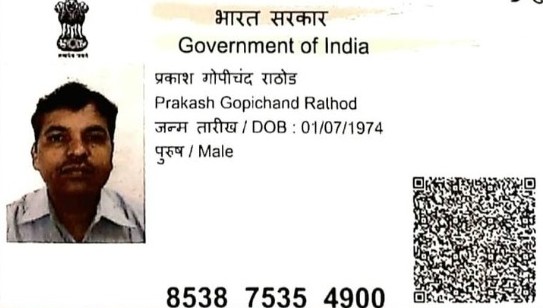 भारत सरकार
Government of India
प्रकाश गोपीचंद राठोड
Prakash Gopichand Rathod
जन्म तारीख / DOB : 01/07/1974
पुरुष / Male
8538 7535 4900